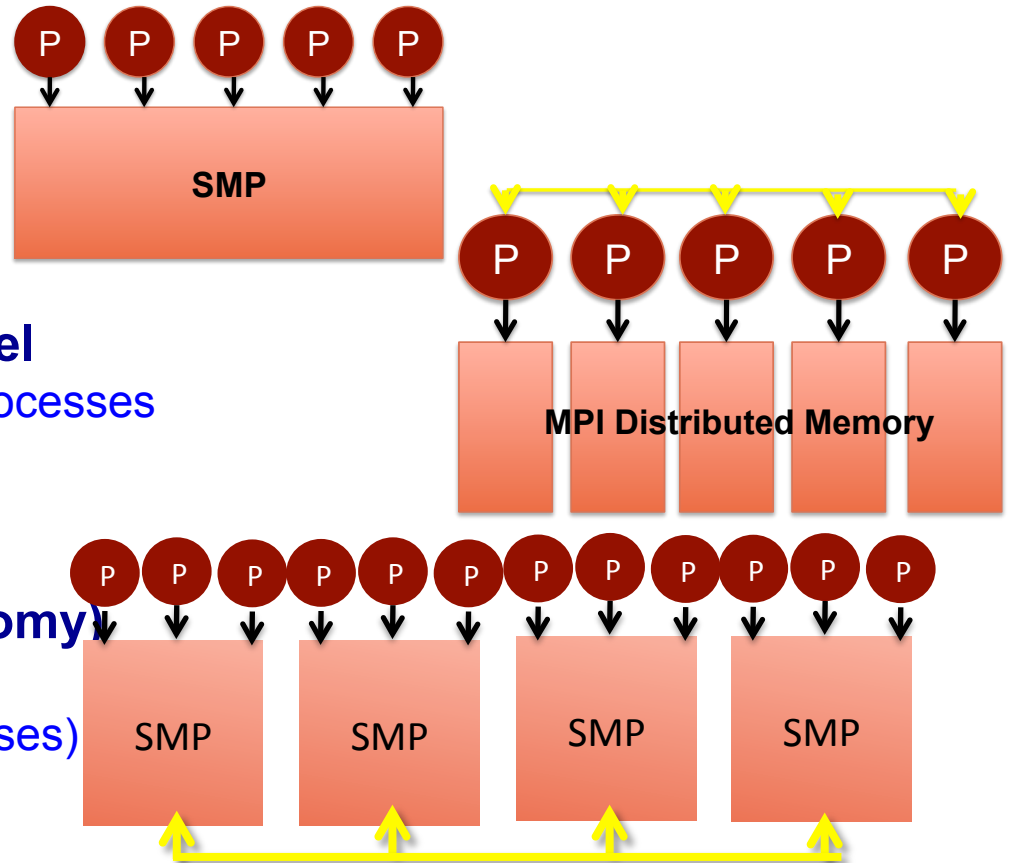 P P P P P
SMP
P P P P P
el
ocesses
MPI Distributed Memory
P P P P P P P P P P P P
omy)
ses)
SMP SMP SMP SMP